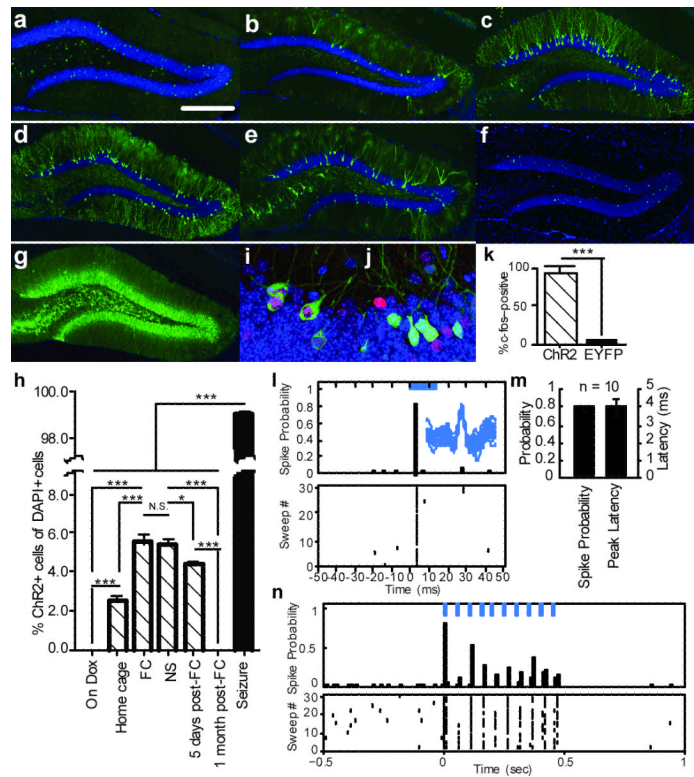 a
b
c
d
e
f
g
i
j
k
***
100
50
0
% c-fos-positive
ChR2
EYFP
h
***
100.0
98.0
*** *** 
*** N.S. *
8.0
6.0
*** ***
4.0
2.0
0.0
% ChR2+ cells of DAPI+cells
On Dox
Home cage
FC
NS
5 days post-FC
1 month post-FC
Seizure
l
1
0.8
0.6
0.4
0.2
0
Spike Probability
30
20
10
0
Sweep #
-50 -30 -10 0 10 30 50
Time (ms)
m
n = 10
1
0.8
0.6
0.4
0.2
0
Probability
5
4
3
2
1
0
Latency (ms)
Spike Probability
Peak Latency
n
1
0.5
0
Spike Probability
30
20
10
0
Sweep #
-0.5 0 0.5 1
Time (sec)